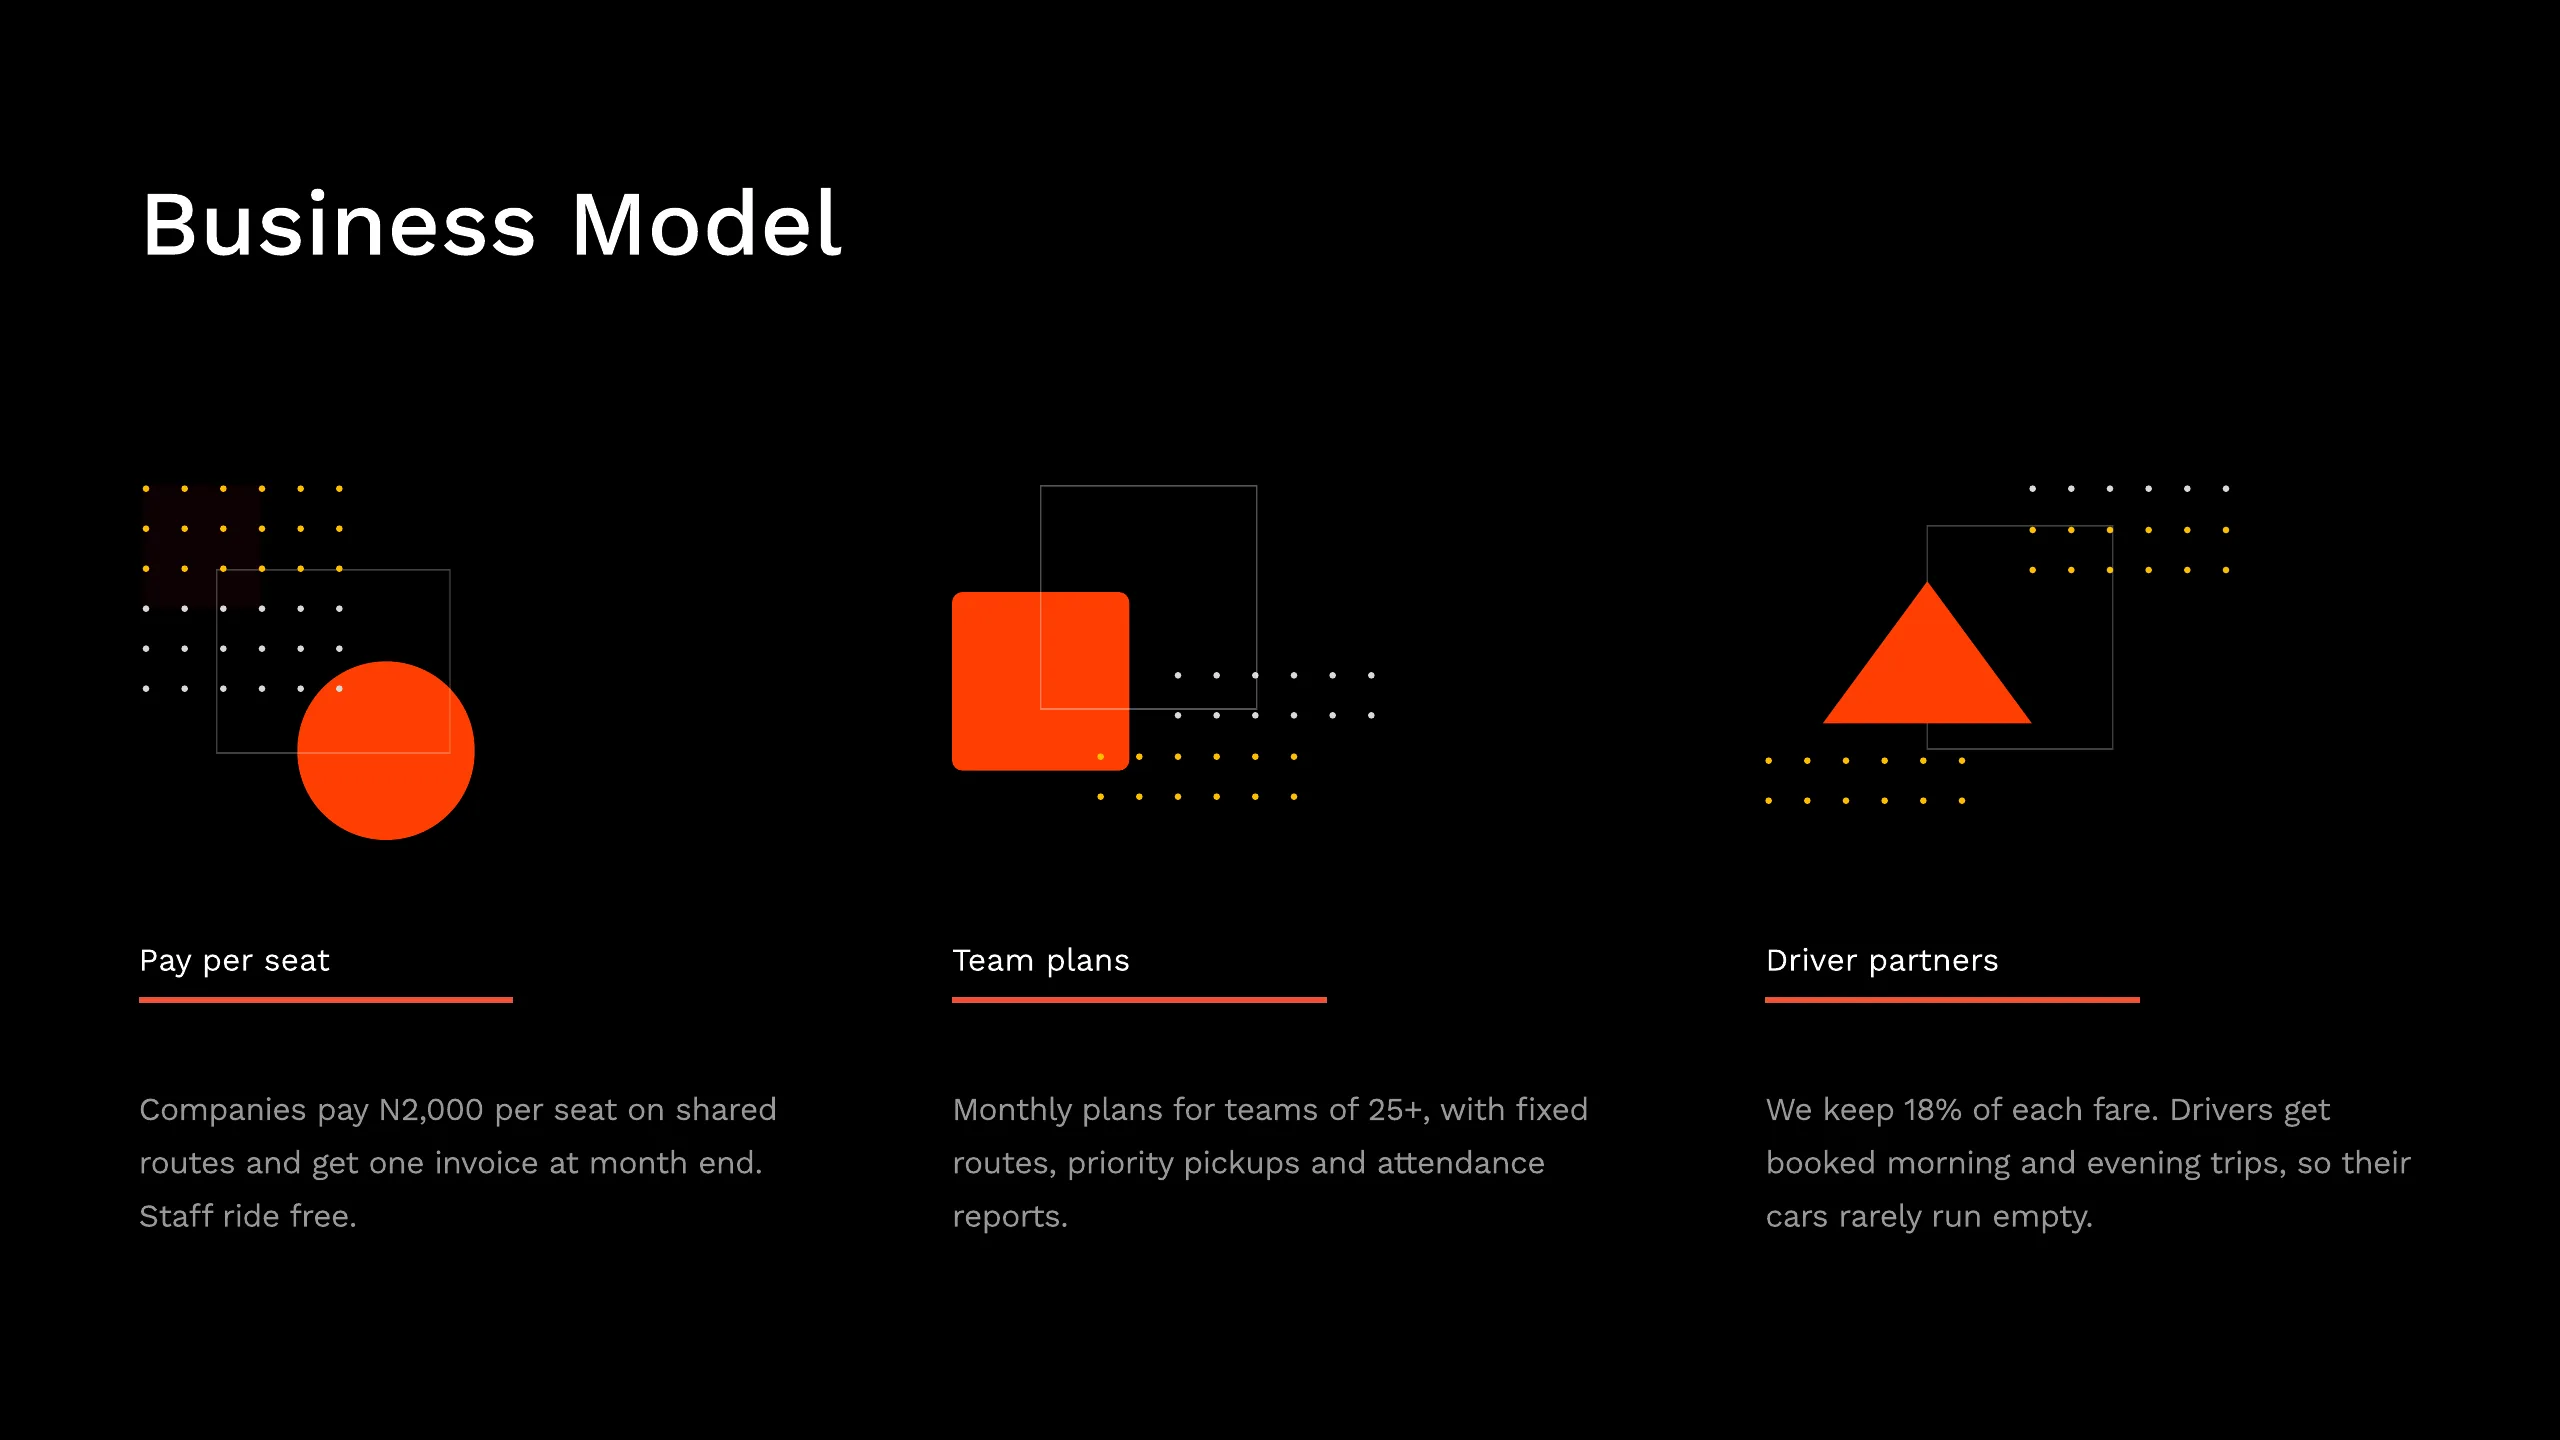 Business Model
Pay per seat
Companies pay N2,000 per seat on shared
routes and get one invoice at month end.
Staff ride free.
Team plans
Monthly plans for teams of 25+, with fixed
routes, priority pickups and attendance
reports.
Driver partners
We keep 18% of each fare. Drivers get
booked morning and evening trips, so their
cars rarely run empty.